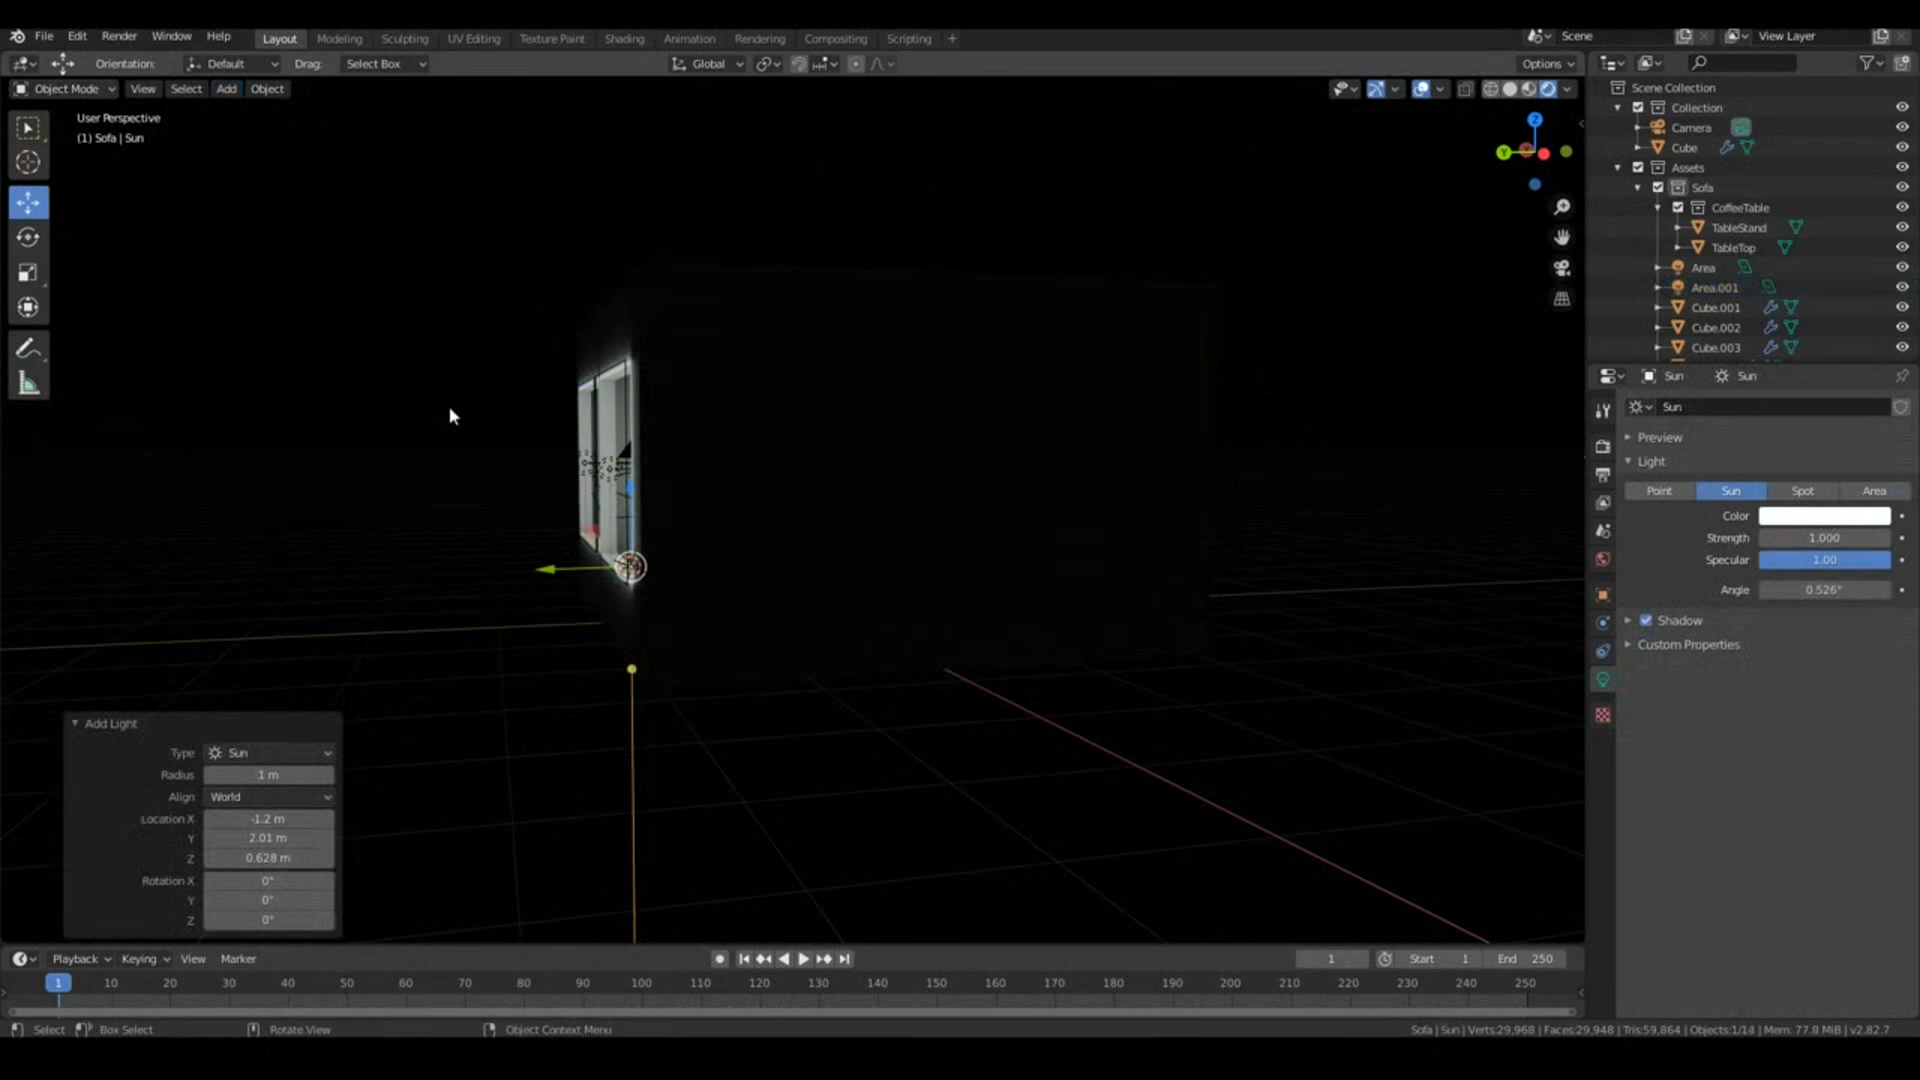 File Edit Render Window Help Layout Modeling Sculpting UV Editing Texture Paint Shading Animation Rendering Compositing Scripting + Scene View Layer
Orientation: Default Drag: Select Box Global Options
Object Mode View Select Add Object
User Perspective
(1) Sofa | Sun
Z
Y
Scene Collection
Collection
Camera
Cube
Assets
Sofa
CoffeeTable
TableStand
TableTop
Area
Area.001
Cube.001
Cube.002
Cube.003
Sun Sun
Sun
Preview
Light
Point Sun Spot Area
Color
Strength 1.000
Specular 1.00
Angle 0.526°
Shadow
Custom Properties
Add Light
Type Sun
Radius 1 m
Align World
Location X -1.2 m
Y 2.01 m
Z 0.628 m
Rotation X 0°
Y 0°
Z 0°
Playback Keying View Marker 1 Start 1 End 250
1 10 20 30 40 50 60 70 80 90 100 110 120 130 140 150 160 170 180 190 200 210 220 230 240 250
Select Box Select Rotate View Object Context Menu Sofa | Sun | Verts:29,968 | Faces:29,948 | Tris:59,864 | Objects:1/18 | Mem: 77.8 MiB | v2.82.7